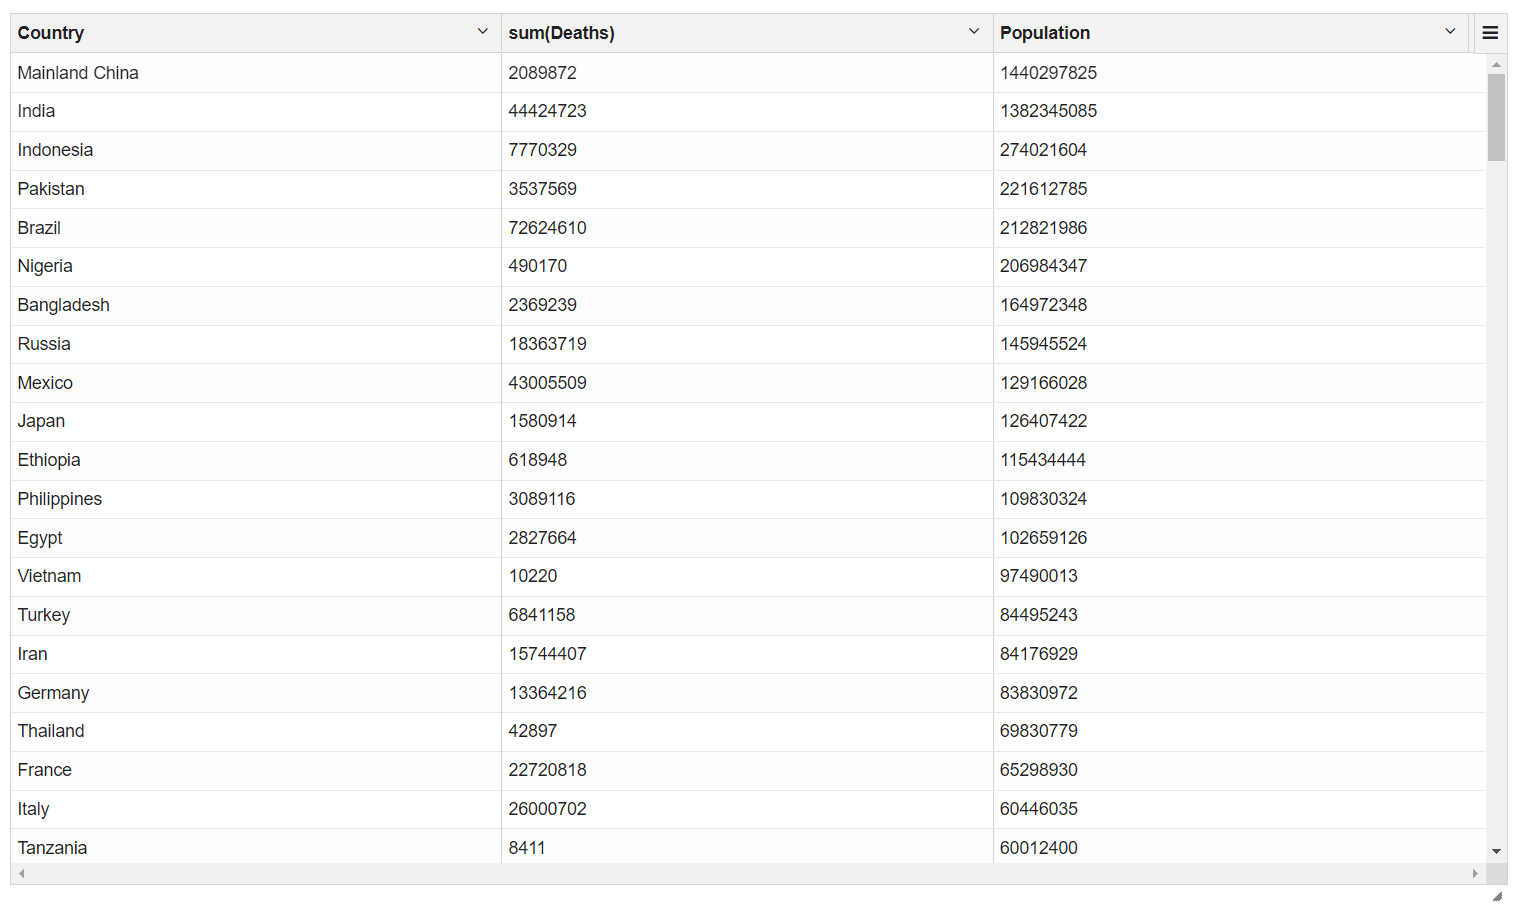 Country sum(Deaths) Population
Mainland China 2089872 1440297825
India 44424723 1382345085
Indonesia 7770329 274021604
Pakistan 3537569 221612785
Brazil 72624610 212821986
Nigeria 490170 206984347
Bangladesh 2369239 164972348
Russia 18363719 145945524
Mexico 43005509 129166028
Japan 1580914 126407422
Ethiopia 618948 115434444
Philippines 3089116 109830324
Egypt 2827664 102659126
Vietnam 10220 97490013
Turkey 6841158 84495243
Iran 15744407 84176929
Germany 13364216 83830972
Thailand 42897 69830779
France 22720818 65298930
Italy 26000702 60446035
Tanzania 8411 60012400